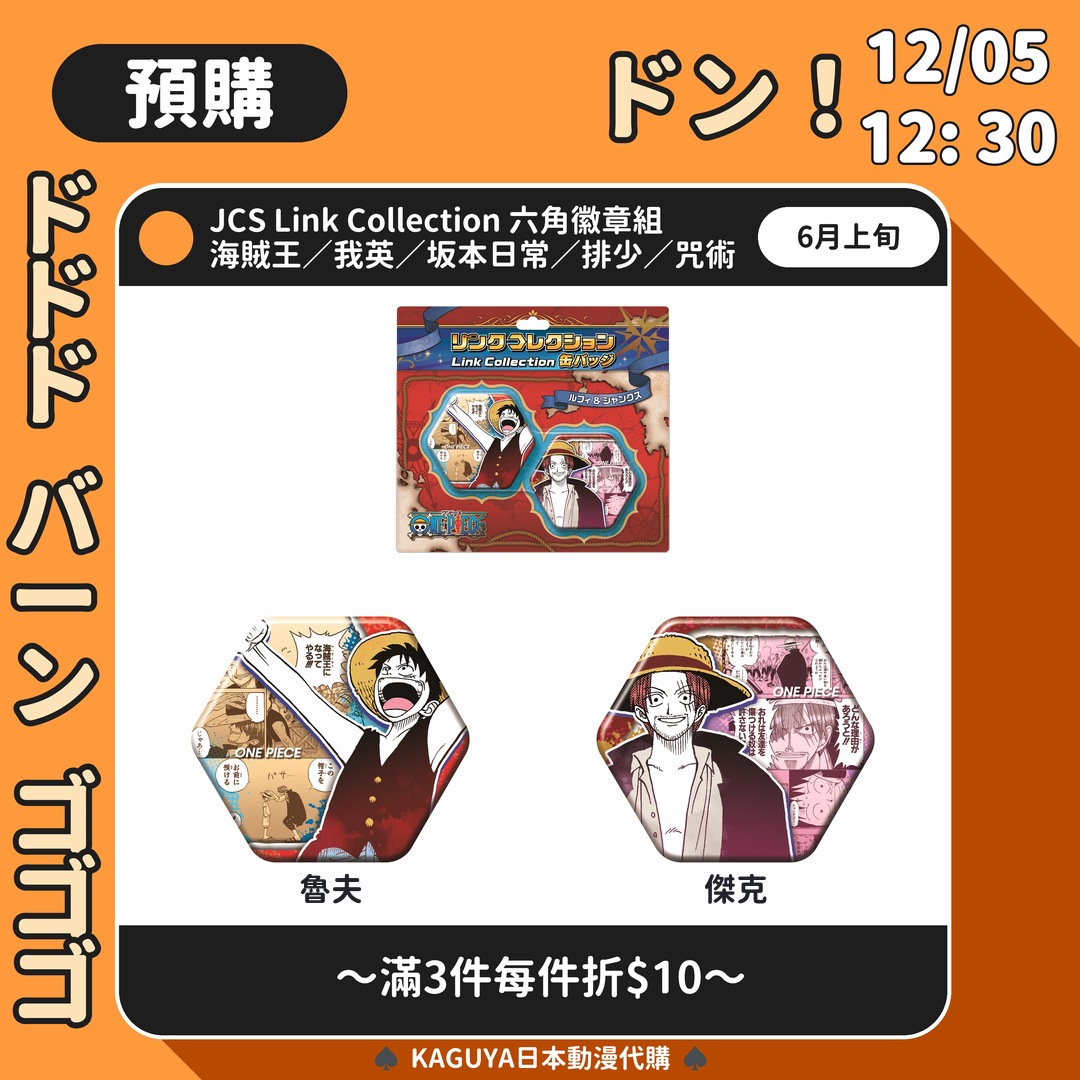 預購
ドン！
12/05
12: 30
ドドド バーン ゴゴゴ
JCS Link Collection 六角徽章組
海賊王／我英／坂本日常／排少／咒術
6月上旬
リンクコレクション
Link Collection 缶バッジ
ルフィ & シャンクス
ONE PIECE
海賊王に
なって
やる!!!
………
じゃあ…
ONE PIECE
この
帽子を
パサ…
お前に
預ける
ONE PIECE
どんな理由が
あろうと!!
おれは友達を
傷つける奴は
許さない
魯夫
傑克
～滿3件每件折$10～
♠ KAGUYA日本動漫代購 ♠